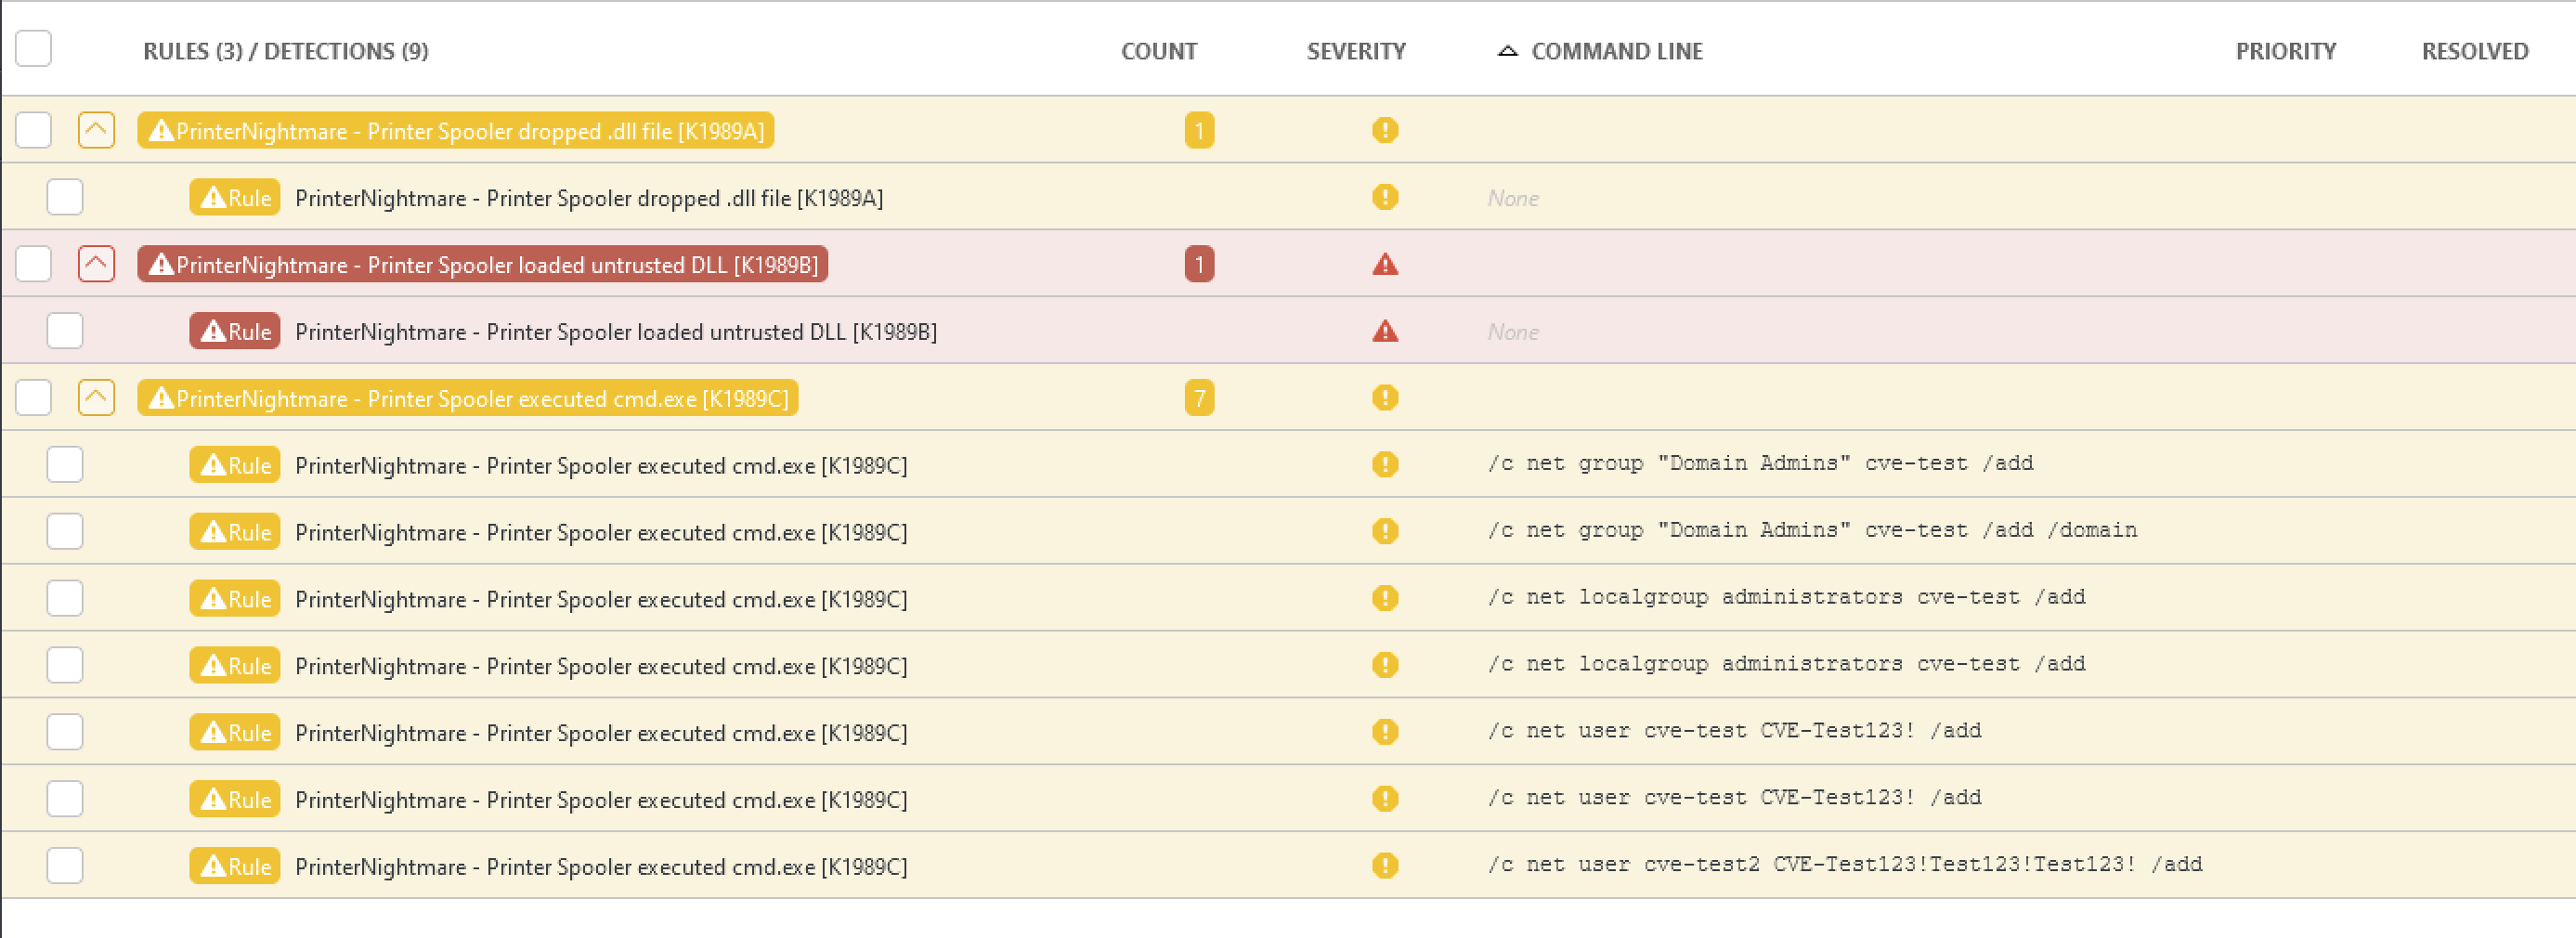 RULES (3) / DETECTIONS (9) COUNT SEVERITY COMMAND LINE PRIORITY RESOLVED
PrinterNightmare - Printer Spooler dropped .dll file [K1989A] 1
Rule PrinterNightmare - Printer Spooler dropped .dll file [K1989A] None
PrinterNightmare - Printer Spooler loaded untrusted DLL [K1989B] 1
Rule PrinterNightmare - Printer Spooler loaded untrusted DLL [K1989B] None
PrinterNightmare - Printer Spooler executed cmd.exe [K1989C] 7
Rule PrinterNightmare - Printer Spooler executed cmd.exe [K1989C] /c net group "Domain Admins" cve-test /add
Rule PrinterNightmare - Printer Spooler executed cmd.exe [K1989C] /c net group "Domain Admins" cve-test /add /domain
Rule PrinterNightmare - Printer Spooler executed cmd.exe [K1989C] /c net localgroup administrators cve-test /add
Rule PrinterNightmare - Printer Spooler executed cmd.exe [K1989C] /c net localgroup administrators cve-test /add
Rule PrinterNightmare - Printer Spooler executed cmd.exe [K1989C] /c net user cve-test CVE-Test123! /add
Rule PrinterNightmare - Printer Spooler executed cmd.exe [K1989C] /c net user cve-test CVE-Test123! /add
Rule PrinterNightmare - Printer Spooler executed cmd.exe [K1989C] /c net user cve-test2 CVE-Test123!Test123!Test123! /add